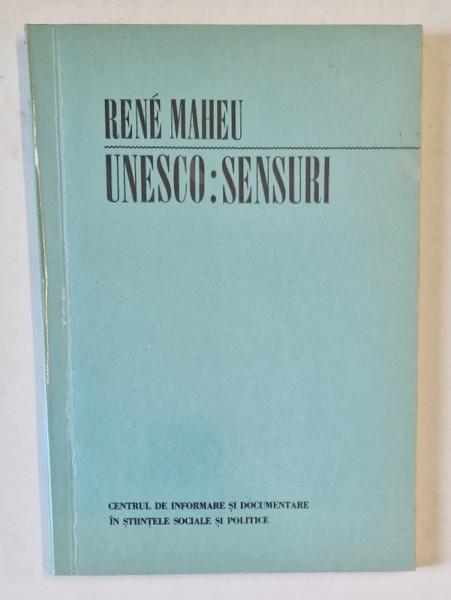 RENÉ MAHEU
UNESCO: SENSURI
CENTRUL DE INFORMARE ȘI DOCUMENTARE
ÎN ȘTIINȚELE SOCIALE ȘI POLITICE